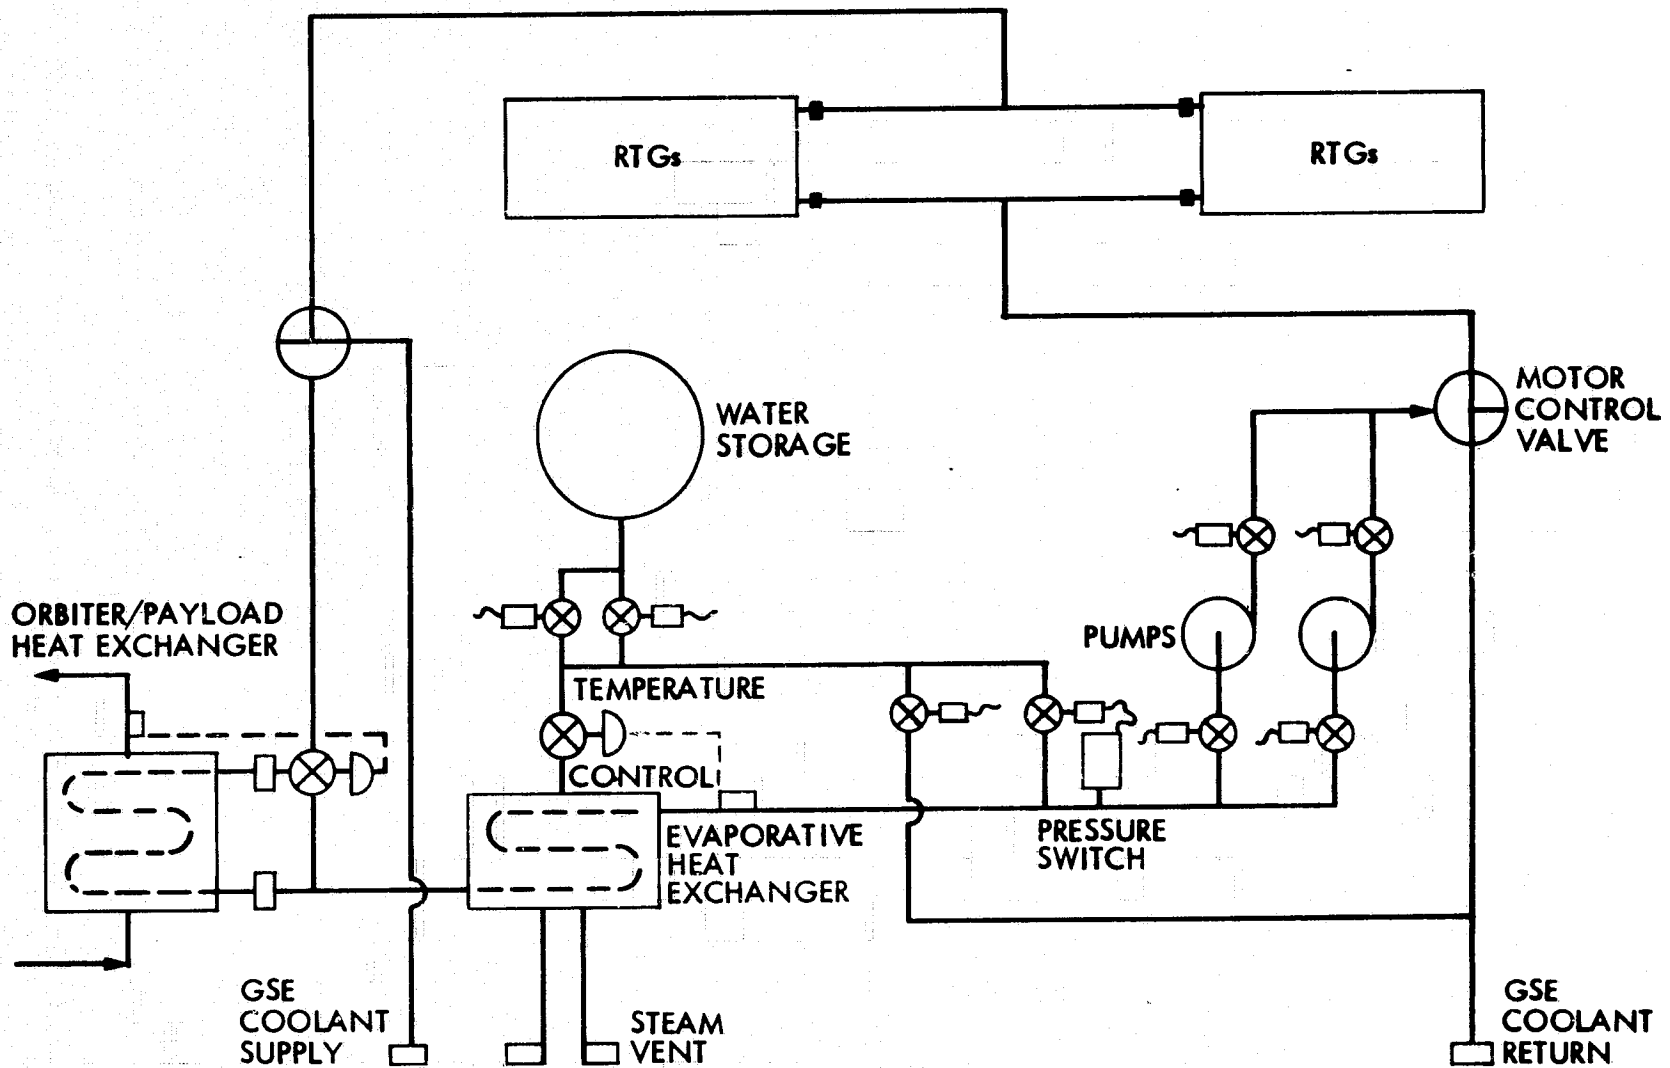 RTGs
RTGs
MOTOR
CONTROL
VALVE
WATER
STORAGE
ORBITER/PAYLOAD
HEAT EXCHANGER
PUMPS
TEMPERATURE
CONTROL
EVAPORATIVE
HEAT
EXCHANGER
PRESSURE
SWITCH
GSE
COOLANT
SUPPLY
STEAM
VENT
GSE
COOLANT
RETURN